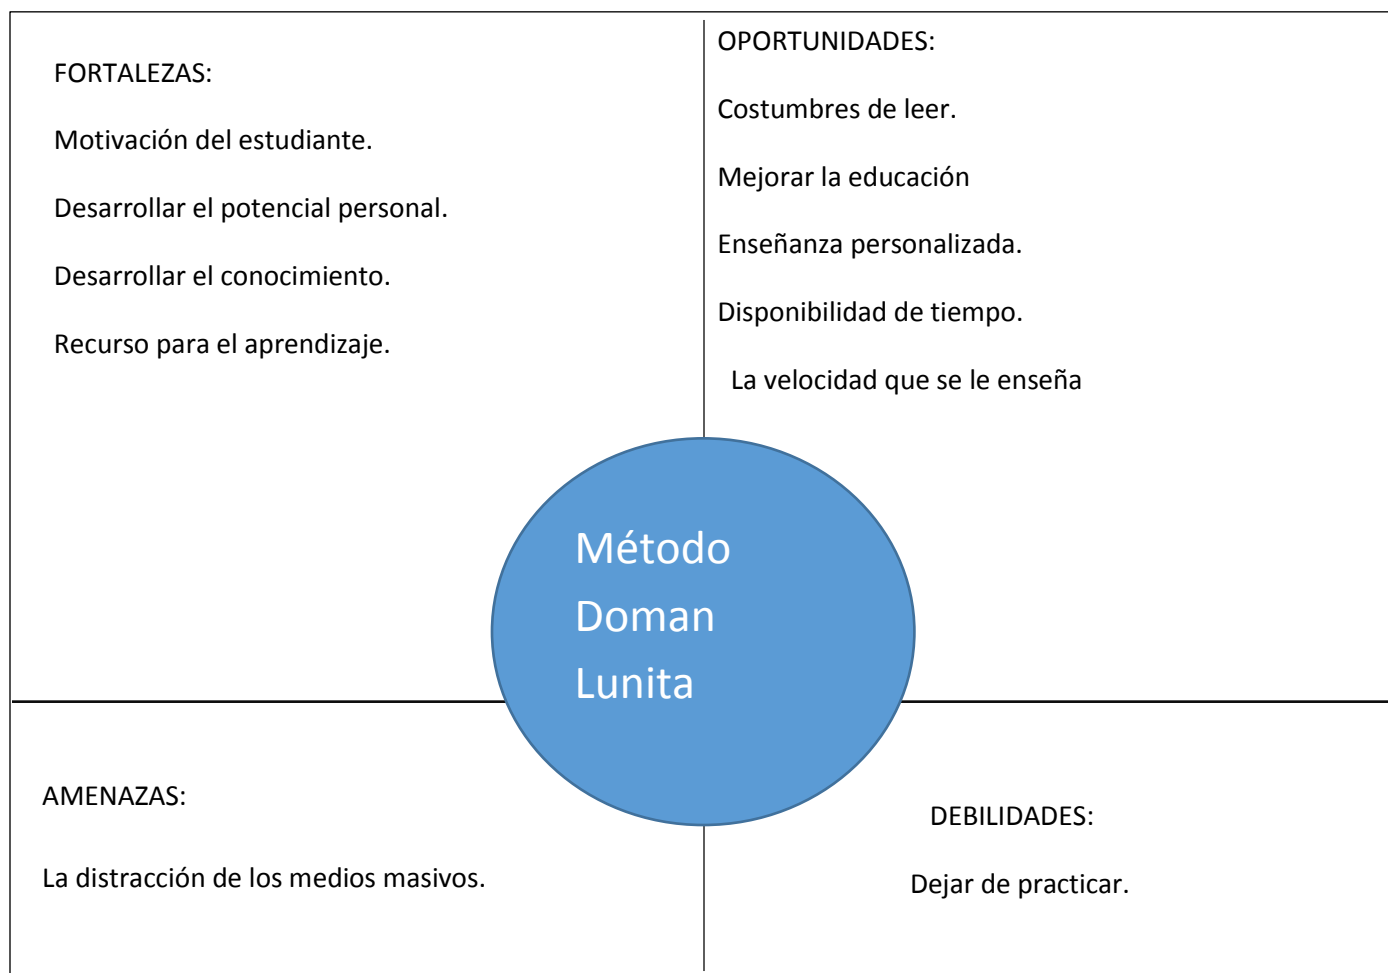 FORTALEZAS:
Motivación del estudiante.
Desarrollar el potencial personal.
Desarrollar el conocimiento.
Recurso para el aprendizaje.
OPORTUNIDADES:
Costumbres de leer.
Mejorar la educación
Enseñanza personalizada.
Disponibilidad de tiempo.
La velocidad que se le enseña
Método
Doman
Lunita
AMENAZAS:
La distracción de los medios masivos.
DEBILIDADES:
Dejar de practicar.